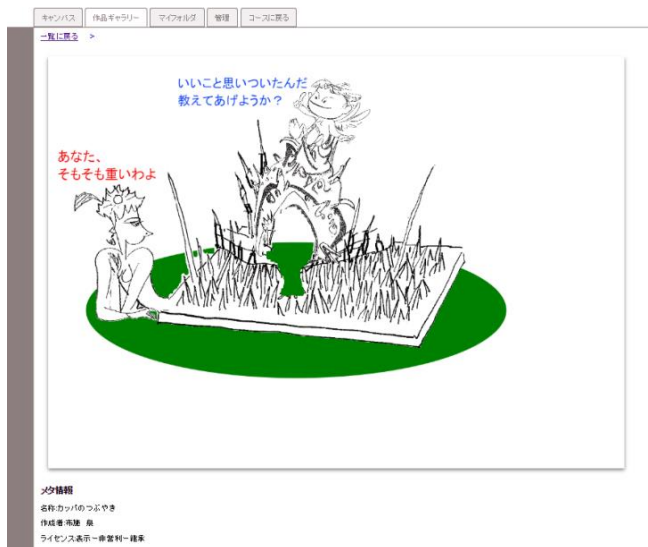 キャンバス
作品ギャラリー
マイフォルダ
管理
コースに戻る
一覧に戻る >
いいこと思いついたんだ
教えてあげようか？
あなた、
そもそも重いわよ
メタ情報
名称:カッパのつぶやき
作成者:布施 泉
ライセンス表示－非営利－継承